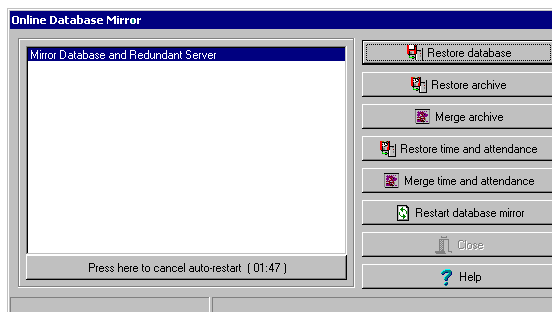 Online Database Mirror
Mirror Database and Redundant Server
Restore database
Restore archive
Merge archive
Restore time and attendance
Merge time and attendance
Restart database mirror
Close
Press here to cancel auto-restart ( 01:47 )
Help